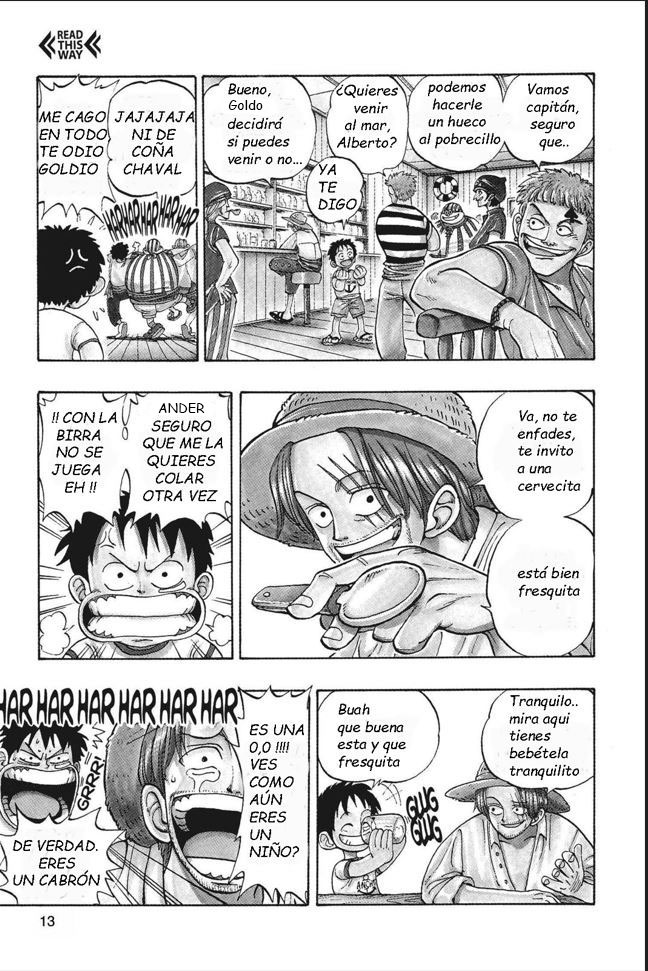 READ
THIS
WAY
Vamos
capitán,
seguro
que..
podemos
hacerle
un hueco
al pobrecillo
¿Quieres
venir
al mar,
Alberto?
YA
TE
DIGO
Bueno,
Goldo
decidirá
si puedes
venir o no...
JAJAJAJA
NI DE
COÑA
CHAVAL
HARHARHARHARHAR
ME CAGO
EN TODO,
TE ODIO
GOLDIO
Va, no te
enfades,
te invito
a una
cervecita
está bien
fresquita
ANDER
SEGURO
QUE ME LA
QUIERES
COLAR
OTRA VEZ
!! CON LA
BIRRA
NO SE
JUEGA
EH !!
Tranquilo..
mira aqui
tienes
bebétela
tranquilito
Buah
que buena
esta y que
fresquita
GLUG
GLUG
HAR HAR HAR HAR HAR HAR
ES UNA
0,0 !!!!
VES
COMO
AÚN
ERES
UN
NIÑO?
GRRR!
DE VERDAD.
ERES
UN CABRÓN
13